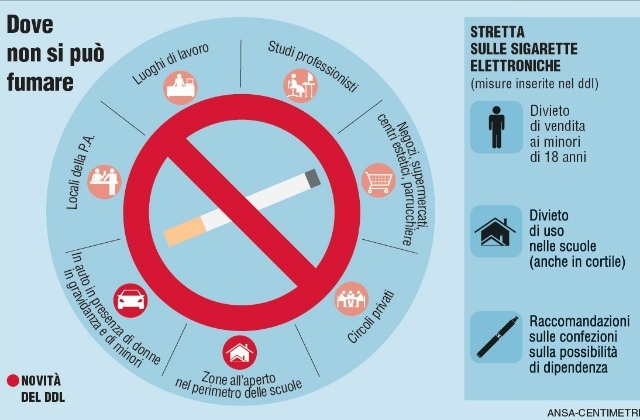 Dove
non si può
fumare
Luoghi di lavoro
Studi professionisti
Negozi, supermercati,
centri estetici, parrucchiere
Circoli privati
Zone all'aperto
nel perimetro delle scuole
In auto in presenza di donne
in gravidanza e di minori
Locali della P.A.
NOVITÀ
DEL DDL
STRETTA
SULLE SIGARETTE
ELETTRONICHE
(misure inserite nel ddl)
Divieto
di vendita
ai minori
di 18 anni
Divieto
di uso
nelle scuole
(anche in cortile)
Raccomandazioni
sulle confezioni
sulla possibilità
di dipendenza
ANSA-CENTIMETRI